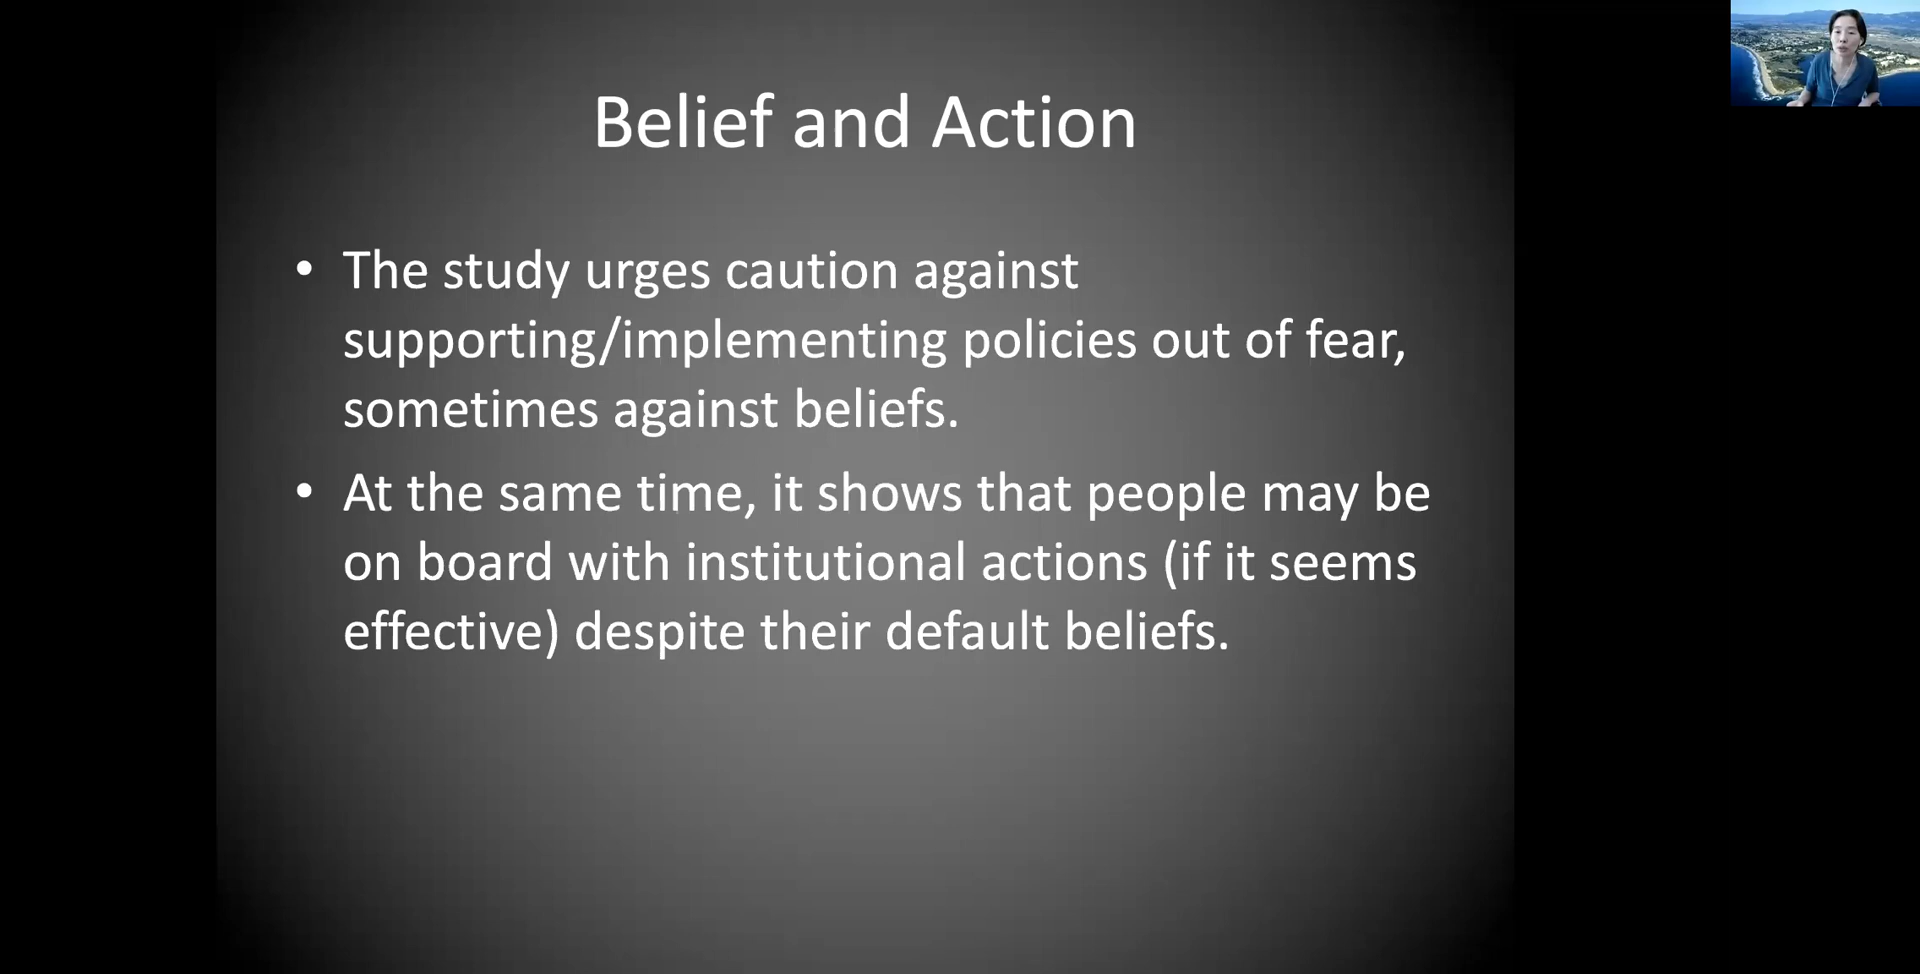 Belief and Action
• The study urges caution against
supporting/implementing policies out of fear,
sometimes against beliefs.
• At the same time, it shows that people may be
on board with institutional actions (if it seems
effective) despite their default beliefs.